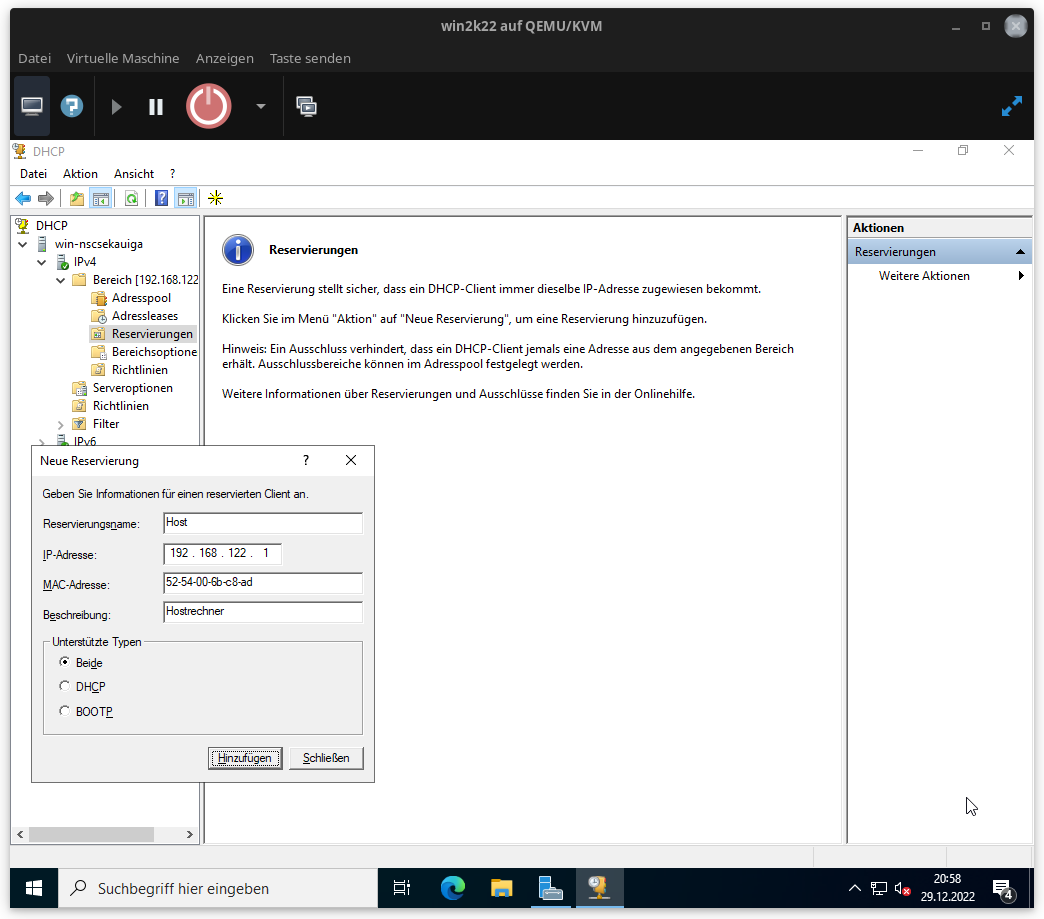 win2k22 auf QEMU/KVM
Datei Virtuelle Maschine Anzeigen Taste senden
DHCP
Datei Aktion Ansicht ?
DHCP
win-nscsekauiga
IPv4
Bereich [192.168.122
Adresspool
Adressleases
Reservierungen
Bereichsoptione
Richtlinien
Serveroptionen
Richtlinien
Filter
IPv6
Reservierungen
Eine Reservierung stellt sicher, dass ein DHCP-Client immer dieselbe IP-Adresse zugewiesen bekommt.
Klicken Sie im Menü "Aktion" auf "Neue Reservierung", um eine Reservierung hinzuzufügen.
Hinweis: Ein Ausschluss verhindert, dass ein DHCP-Client jemals eine Adresse aus dem angegebenen Bereich
erhält. Ausschlussbereiche können im Adresspool festgelegt werden.
Weitere Informationen über Reservierungen und Ausschlüsse finden Sie in der Onlinehilfe.
Aktionen
Reservierungen
Weitere Aktionen
Neue Reservierung ?
Geben Sie Informationen für einen reservierten Client an.
Reservierungsname: Host
IP-Adresse: 192 . 168 . 122 . 1
MAC-Adresse: 52-54-00-6b-c8-ad
Beschreibung: Hostrechner
Unterstützte Typen
Beide
DHCP
BOOTP
Hinzufügen Schließen
Suchbegriff hier eingeben
20:58
29.12.2022
4